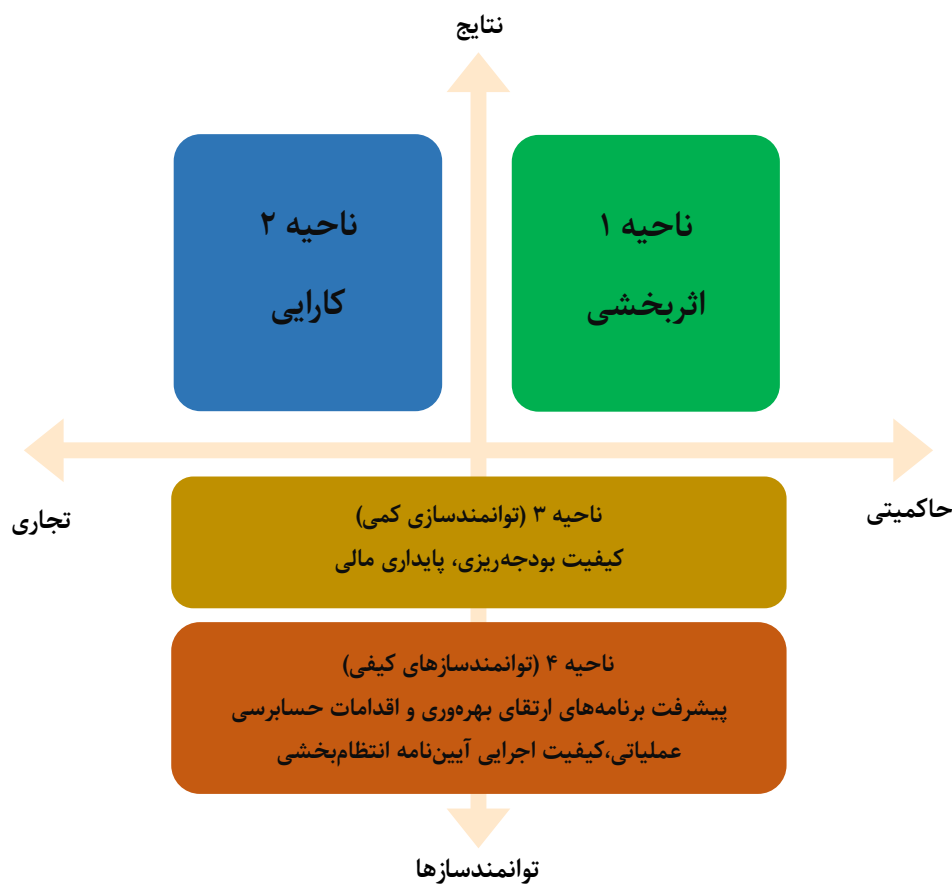 نتایج
ناحیه ۱
اثربخشی
ناحیه ۲
کارایی
حاکمیتی
تجاری
ناحیه ۳ (توانمندسازی کمی)
کیفیت بودجه‌ریزی، پایداری مالی
ناحیه ۴ (توانمندسازهای کیفی)
پیشرفت برنامه‌های ارتقای بهره‌وری و اقدامات حسابرسی
عملیاتی،کیفیت اجرایی آیین‌نامه انتظام‌بخشی
توانمندسازها